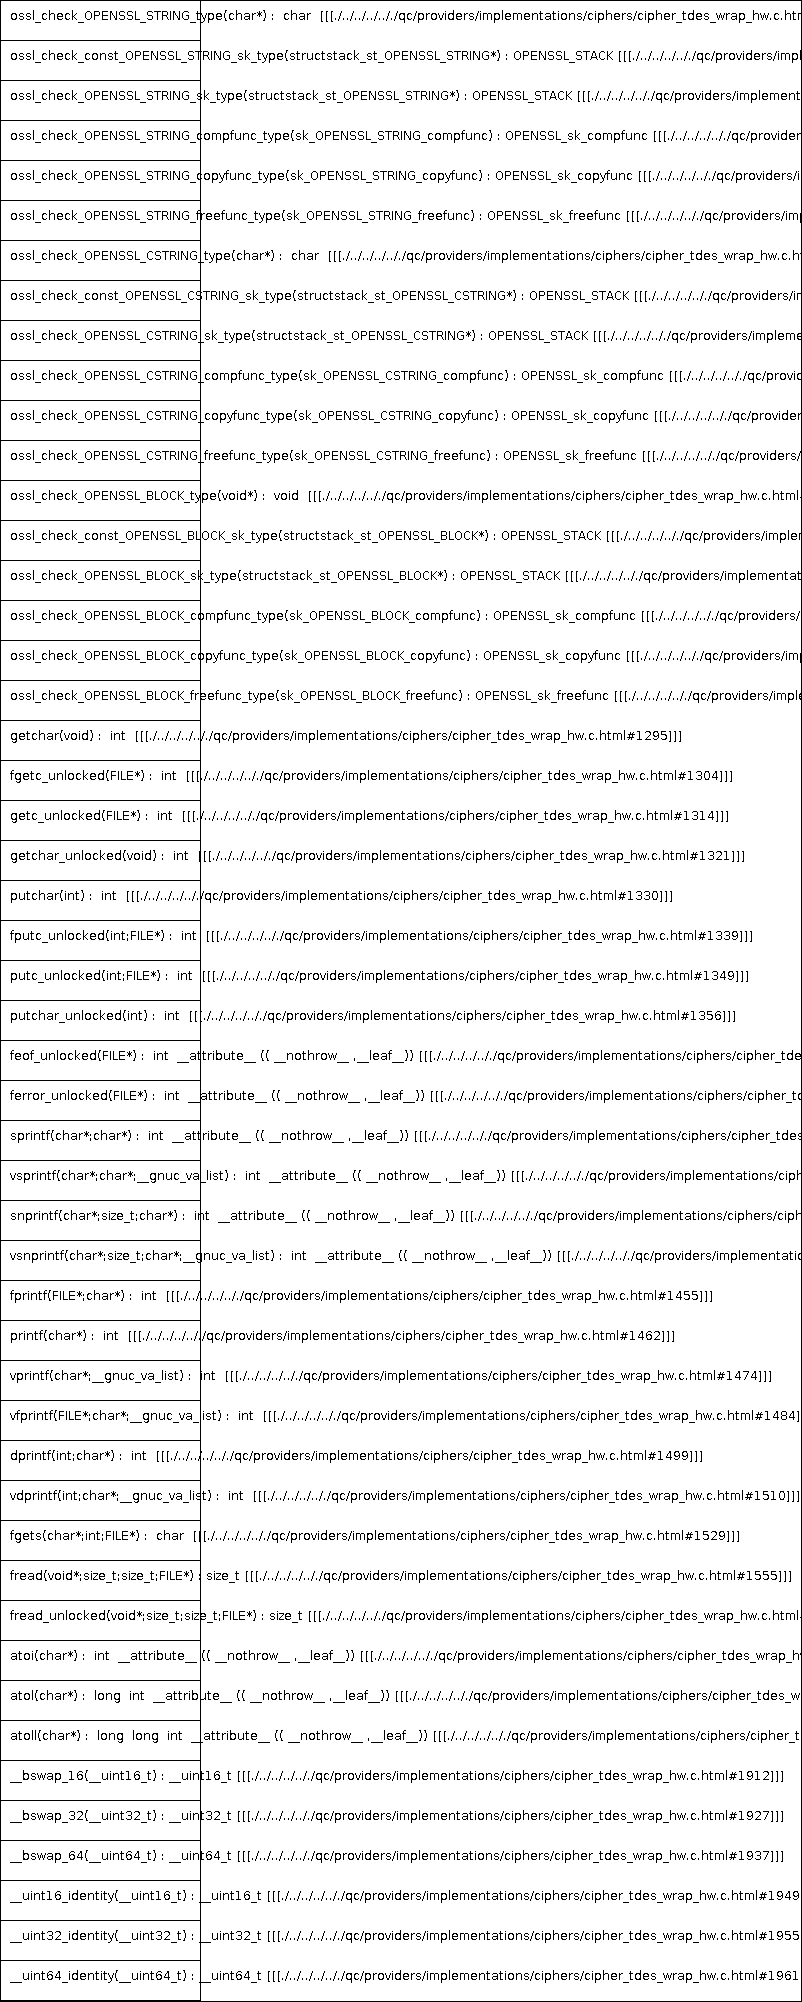 ossl_check_OPENSSL_STRING_type(char*) :  char  [[[./../../../../../qc/providers/implementations/ciphers/cipher_tdes_wrap_hw.c.htm
ossl_check_const_OPENSSL_STRING_sk_type(structstack_st_OPENSSL_STRING*) : OPENSSL_STACK [[[./../../../../../qc/providers/impl
ossl_check_OPENSSL_STRING_sk_type(structstack_st_OPENSSL_STRING*) : OPENSSL_STACK [[[./../../../../../qc/providers/implement
ossl_check_OPENSSL_STRING_compfunc_type(sk_OPENSSL_STRING_compfunc) : OPENSSL_sk_compfunc [[[./../../../../../qc/provider
ossl_check_OPENSSL_STRING_copyfunc_type(sk_OPENSSL_STRING_copyfunc) : OPENSSL_sk_copyfunc [[[./../../../../../qc/providers/i
ossl_check_OPENSSL_STRING_freefunc_type(sk_OPENSSL_STRING_freefunc) : OPENSSL_sk_freefunc [[[./../../../../../qc/providers/imp
ossl_check_OPENSSL_CSTRING_type(char*) :  char  [[[./../../../../../qc/providers/implementations/ciphers/cipher_tdes_wrap_hw.c.h
ossl_check_const_OPENSSL_CSTRING_sk_type(structstack_st_OPENSSL_CSTRING*) : OPENSSL_STACK [[[./../../../../../qc/providers/i
ossl_check_OPENSSL_CSTRING_sk_type(structstack_st_OPENSSL_CSTRING*) : OPENSSL_STACK [[[./../../../../../qc/providers/impleme
ossl_check_OPENSSL_CSTRING_compfunc_type(sk_OPENSSL_CSTRING_compfunc) : OPENSSL_sk_compfunc [[[./../../../../../qc/provi
ossl_check_OPENSSL_CSTRING_copyfunc_type(sk_OPENSSL_CSTRING_copyfunc) : OPENSSL_sk_copyfunc [[[./../../../../../qc/provider
ossl_check_OPENSSL_CSTRING_freefunc_type(sk_OPENSSL_CSTRING_freefunc) : OPENSSL_sk_freefunc [[[./../../../../../qc/providers/
ossl_check_OPENSSL_BLOCK_type(void*) :  void  [[[./../../../../../qc/providers/implementations/ciphers/cipher_tdes_wrap_hw.c.html
ossl_check_const_OPENSSL_BLOCK_sk_type(structstack_st_OPENSSL_BLOCK*) : OPENSSL_STACK [[[./../../../../../qc/providers/imple
ossl_check_OPENSSL_BLOCK_sk_type(structstack_st_OPENSSL_BLOCK*) : OPENSSL_STACK [[[./../../../../../qc/providers/implementat
ossl_check_OPENSSL_BLOCK_compfunc_type(sk_OPENSSL_BLOCK_compfunc) : OPENSSL_sk_compfunc [[[./../../../../../qc/providers/
ossl_check_OPENSSL_BLOCK_copyfunc_type(sk_OPENSSL_BLOCK_copyfunc) : OPENSSL_sk_copyfunc [[[./../../../../../qc/providers/imp
ossl_check_OPENSSL_BLOCK_freefunc_type(sk_OPENSSL_BLOCK_freefunc) : OPENSSL_sk_freefunc [[[./../../../../../qc/providers/imple
getchar(void) :  int  [[[./../../../../../qc/providers/implementations/ciphers/cipher_tdes_wrap_hw.c.html#1295]]]
fgetc_unlocked(FILE*) :  int  [[[./../../../../../qc/providers/implementations/ciphers/cipher_tdes_wrap_hw.c.html#1304]]]
getc_unlocked(FILE*) :  int  [[[./../../../../../qc/providers/implementations/ciphers/cipher_tdes_wrap_hw.c.html#1314]]]
getchar_unlocked(void) :  int  [[[./../../../../../qc/providers/implementations/ciphers/cipher_tdes_wrap_hw.c.html#1321]]]
putchar(int) :  int  [[[./../../../../../qc/providers/implementations/ciphers/cipher_tdes_wrap_hw.c.html#1330]]]
fputc_unlocked(int;FILE*) :  int  [[[./../../../../../qc/providers/implementations/ciphers/cipher_tdes_wrap_hw.c.html#1339]]]
putc_unlocked(int;FILE*) :  int  [[[./../../../../../qc/providers/implementations/ciphers/cipher_tdes_wrap_hw.c.html#1349]]]
putchar_unlocked(int) :  int  [[[./../../../../../qc/providers/implementations/ciphers/cipher_tdes_wrap_hw.c.html#1356]]]
feof_unlocked(FILE*) :  int  __attribute__ (( __nothrow__ ,__leaf__)) [[[./../../../../../qc/providers/implementations/ciphers/cipher_tde
ferror_unlocked(FILE*) :  int  __attribute__ (( __nothrow__ ,__leaf__)) [[[./../../../../../qc/providers/implementations/ciphers/cipher_td
sprintf(char*;char*) :  int  __attribute__ (( __nothrow__ ,__leaf__)) [[[./../../../../../qc/providers/implementations/ciphers/cipher_tdes
vsprintf(char*;char*;__gnuc_va_list) :  int  __attribute__ (( __nothrow__ ,__leaf__)) [[[./../../../../../qc/providers/implementations/ciph
snprintf(char*;size_t;char*) :  int  __attribute__ (( __nothrow__ ,__leaf__)) [[[./../../../../../qc/providers/implementations/ciphers/ciph
vsnprintf(char*;size_t;char*;__gnuc_va_list) :  int  __attribute__ (( __nothrow__ ,__leaf__)) [[[./../../../../../qc/providers/implementatio
fprintf(FILE*;char*) :  int  [[[./../../../../../qc/providers/implementations/ciphers/cipher_tdes_wrap_hw.c.html#1455]]]
printf(char*) :  int  [[[./../../../../../qc/providers/implementations/ciphers/cipher_tdes_wrap_hw.c.html#1462]]]
vprintf(char*;__gnuc_va_list) :  int  [[[./../../../../../qc/providers/implementations/ciphers/cipher_tdes_wrap_hw.c.html#1474]]]
vfprintf(FILE*;char*;__gnuc_va_list) :  int  [[[./../../../../../qc/providers/implementations/ciphers/cipher_tdes_wrap_hw.c.html#1484]
dprintf(int;char*) :  int  [[[./../../../../../qc/providers/implementations/ciphers/cipher_tdes_wrap_hw.c.html#1499]]]
vdprintf(int;char*;__gnuc_va_list) :  int  [[[./../../../../../qc/providers/implementations/ciphers/cipher_tdes_wrap_hw.c.html#1510]]]
fgets(char*;int;FILE*) :  char  [[[./../../../../../qc/providers/implementations/ciphers/cipher_tdes_wrap_hw.c.html#1529]]]
fread(void*;size_t;size_t;FILE*) : size_t [[[./../../../../../qc/providers/implementations/ciphers/cipher_tdes_wrap_hw.c.html#1555]]]
fread_unlocked(void*;size_t;size_t;FILE*) : size_t [[[./../../../../../qc/providers/implementations/ciphers/cipher_tdes_wrap_hw.c.html
atoi(char*) :  int  __attribute__ (( __nothrow__ ,__leaf__)) [[[./../../../../../qc/providers/implementations/ciphers/cipher_tdes_wrap_h
atol(char*) :  long  int  __attribute__ (( __nothrow__ ,__leaf__)) [[[./../../../../../qc/providers/implementations/ciphers/cipher_tdes_w
atoll(char*) :  long  long  int  __attribute__ (( __nothrow__ ,__leaf__)) [[[./../../../../../qc/providers/implementations/ciphers/cipher_t
__bswap_16(__uint16_t) : __uint16_t [[[./../../../../../qc/providers/implementations/ciphers/cipher_tdes_wrap_hw.c.html#1912]]]
__bswap_32(__uint32_t) : __uint32_t [[[./../../../../../qc/providers/implementations/ciphers/cipher_tdes_wrap_hw.c.html#1927]]]
__bswap_64(__uint64_t) : __uint64_t [[[./../../../../../qc/providers/implementations/ciphers/cipher_tdes_wrap_hw.c.html#1937]]]
__uint16_identity(__uint16_t) : __uint16_t [[[./../../../../../qc/providers/implementations/ciphers/cipher_tdes_wrap_hw.c.html#1949
__uint32_identity(__uint32_t) : __uint32_t [[[./../../../../../qc/providers/implementations/ciphers/cipher_tdes_wrap_hw.c.html#1955
__uint64_identity(__uint64_t) : __uint64_t [[[./../../../../../qc/providers/implementations/ciphers/cipher_tdes_wrap_hw.c.html#1961